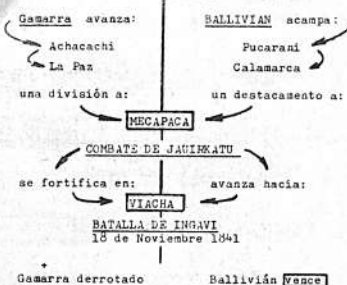 Gamarra avanza: BALLIVIAN acampa:
Achacachi Pucarani
La Paz Calamarca
una división a: un destacamento a:
MECAPACA
COMBATE DE JAUIRKATU
se fortifica en: avanza hacia:
VIACHA
BATALLA DE INGAVI
18 de Noviembre 1841
Gamarra derrotado Ballivián vence